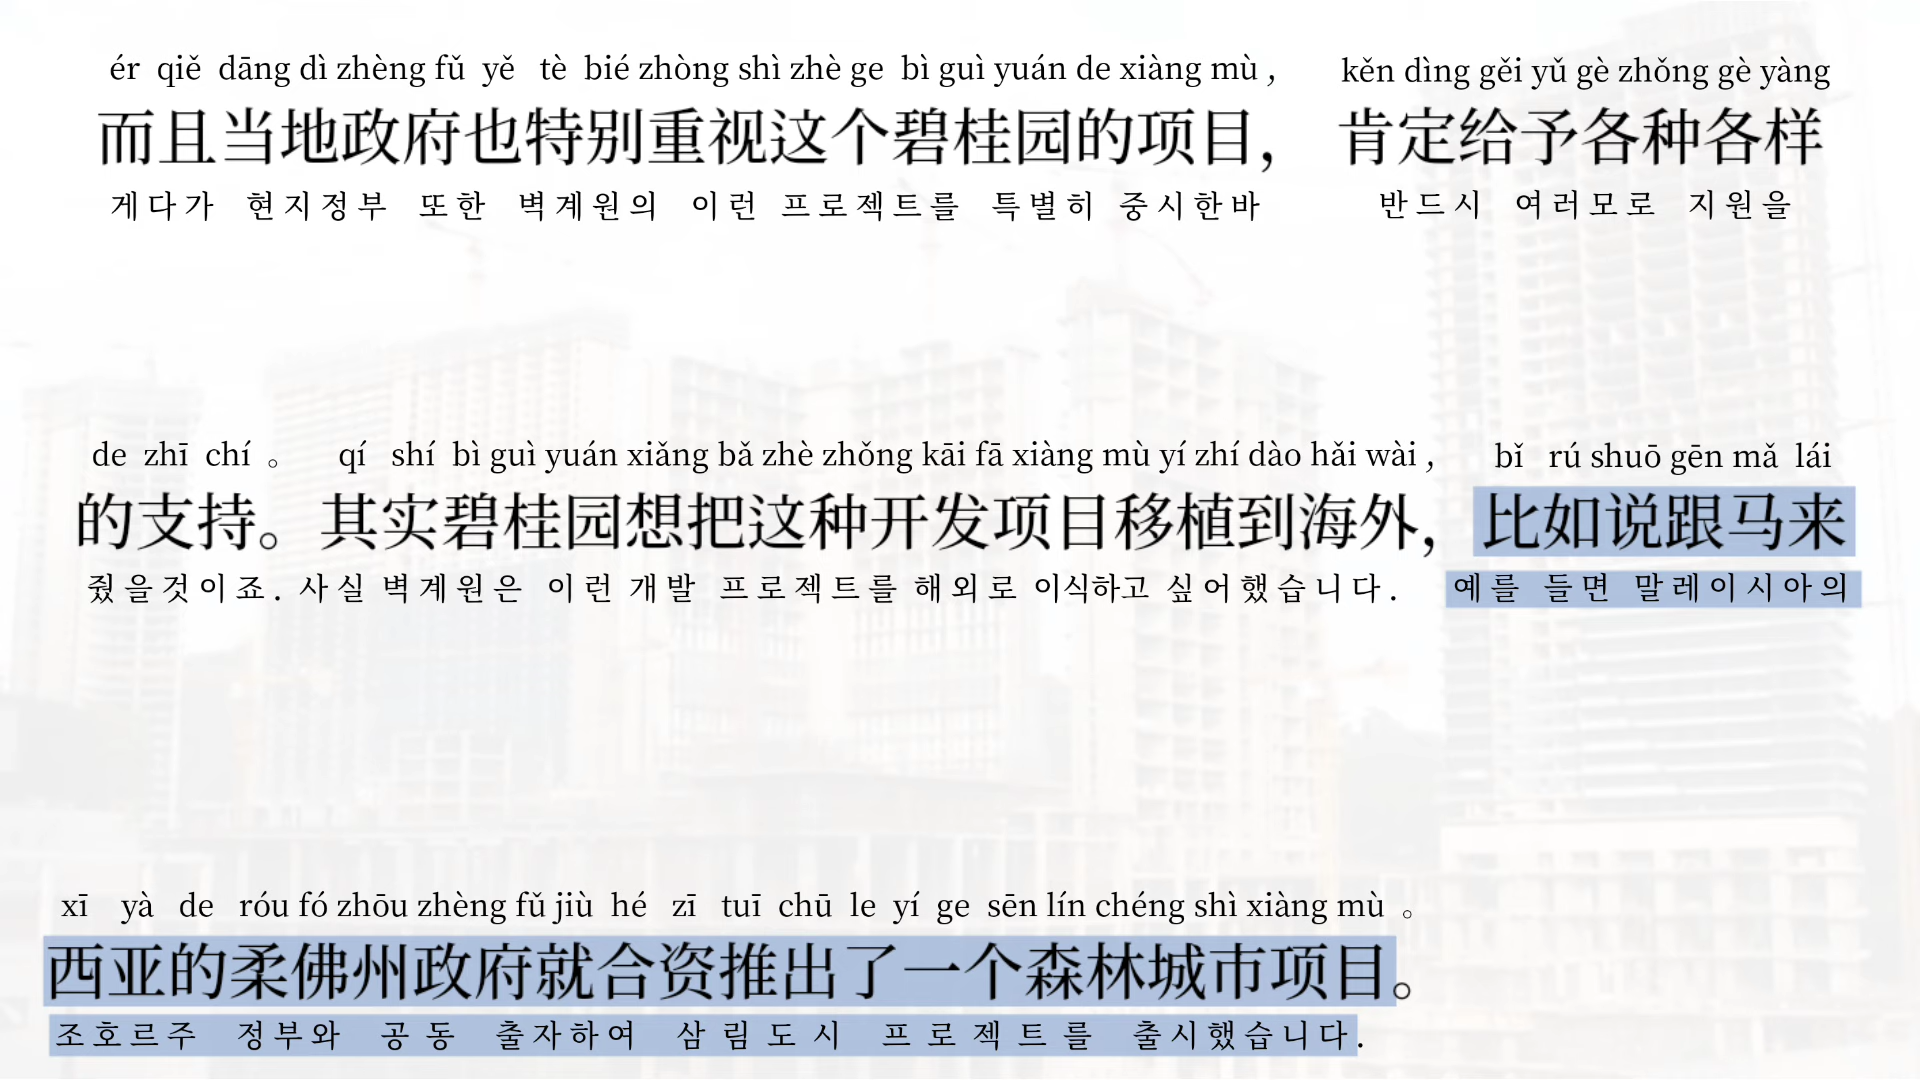 ér qiě dāng dì zhèng fǔ yě tè bié zhòng shì zhè ge bì guì yuán de xiàng mù , kěn dìng gěi yǔ gè zhǒng gè yàng
而且当地政府也特别重视这个碧桂园的项目， 肯定给予各种各样
게다가 현지정부 또한 벽계원의 이런 프로젝트를 특별히 중시한바 반드시 여러모로 지원을
de zhī chí 。 qí shí bì guì yuán xiǎng bǎ zhè zhǒng kāi fā xiàng mù yí zhí dào hǎi wài , bǐ rú shuō gēn mǎ lái
的支持。其实碧桂园想把这种开发项目移植到海外， 比如说跟马来
줬을것이죠. 사실 벽계원은 이런 개발 프로젝트를 해외로 이식하고 싶어했습니다. 예를 들면 말레이시아의
xī yà de róu fó zhōu zhèng fǔ jiù hé zī tuī chū le yí ge sēn lín chéng shì xiàng mù 。
西亚的柔佛州政府就合资推出了一个森林城市项目。
조호르주 정부와 공동 출자하여 삼림도시 프로젝트를 출시했습니다.